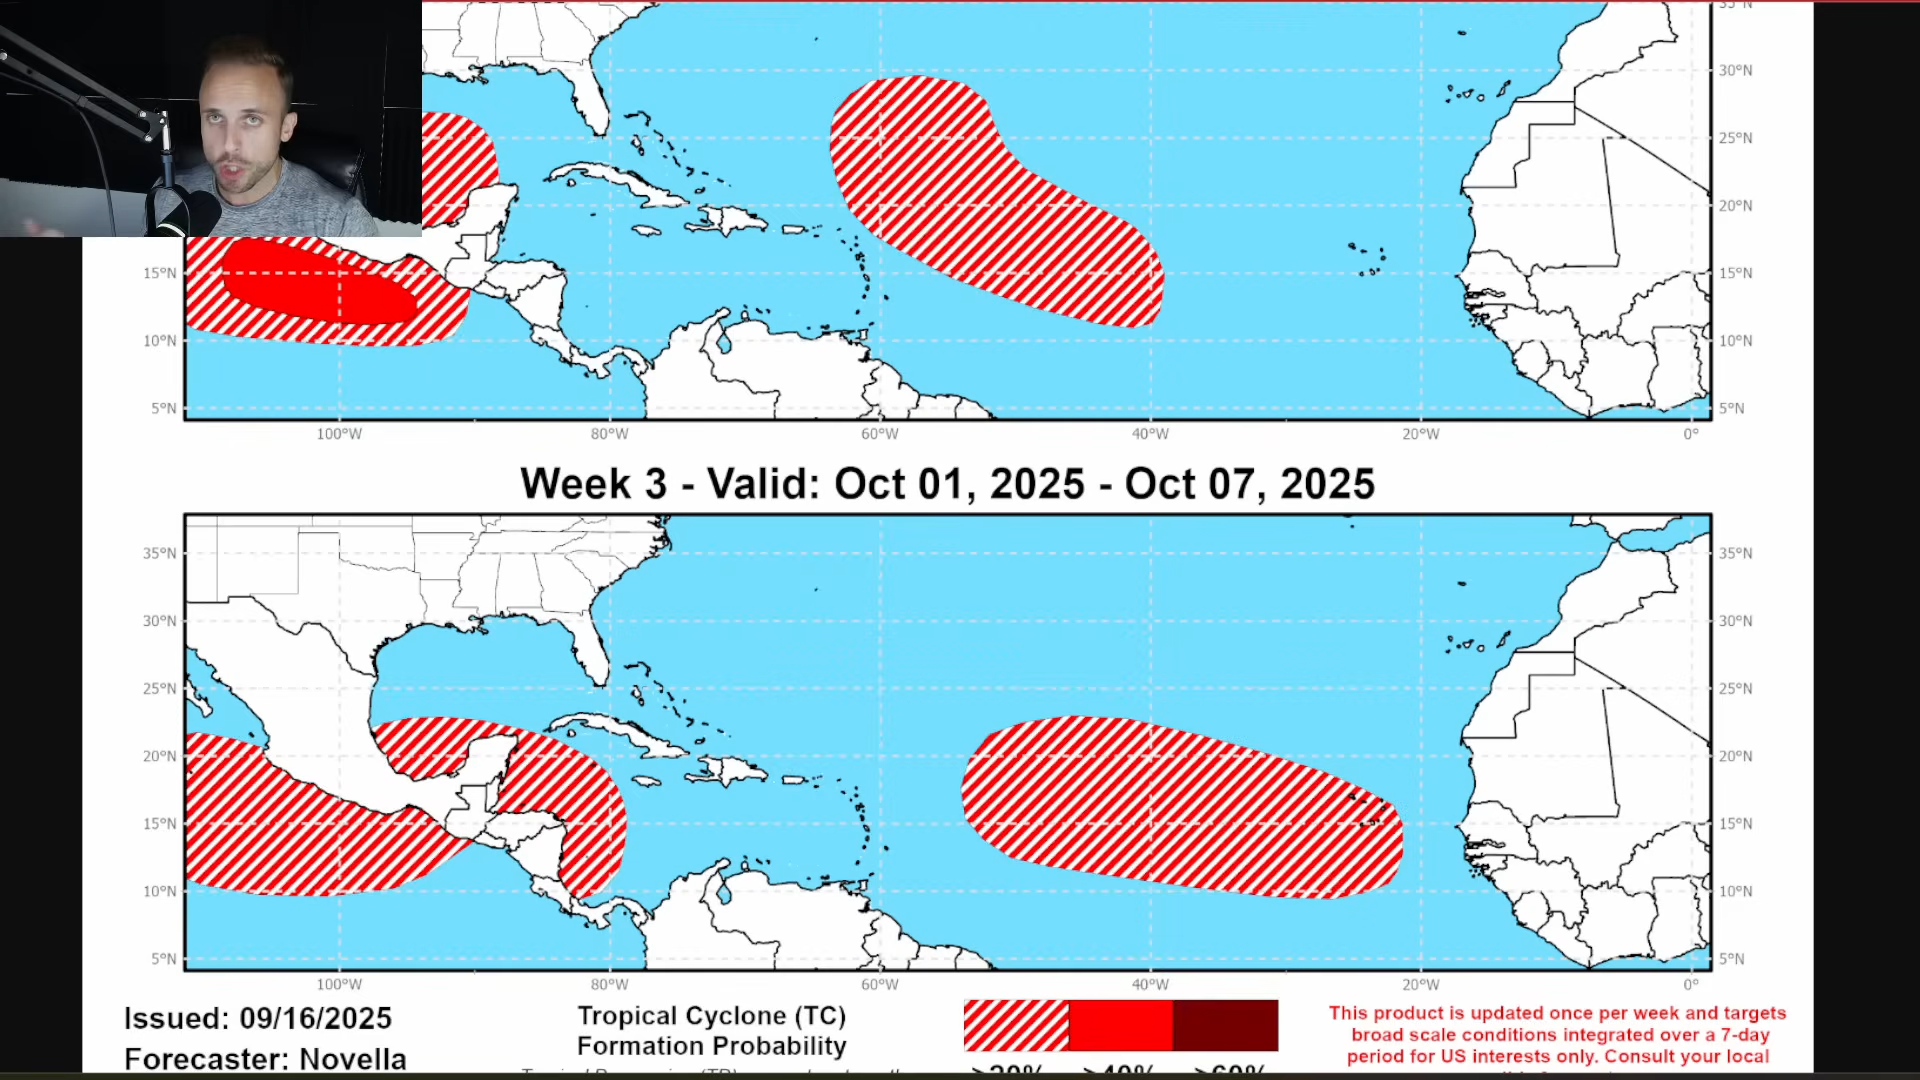 35°N
30°N
25°N
20°N
15°N 15°N
10°N 10°N
5°N 5°N
100°W 80°W 60°W 40°W 20°W 0°
Week 3 - Valid: Oct 01, 2025 - Oct 07, 2025
35°N 35°N
30°N 30°N
25°N 25°N
20°N 20°N
15°N 15°N
10°N 10°N
5°N 5°N
100°W 80°W 60°W 40°W 20°W 0°
Issued: 09/16/2025
Forecaster: Novella
Tropical Cyclone (TC)
Formation Probability
>20% >40% >60%
This product is updated once per week and targets
broad scale conditions integrated over a 7-day
period for US interests only. Consult your local